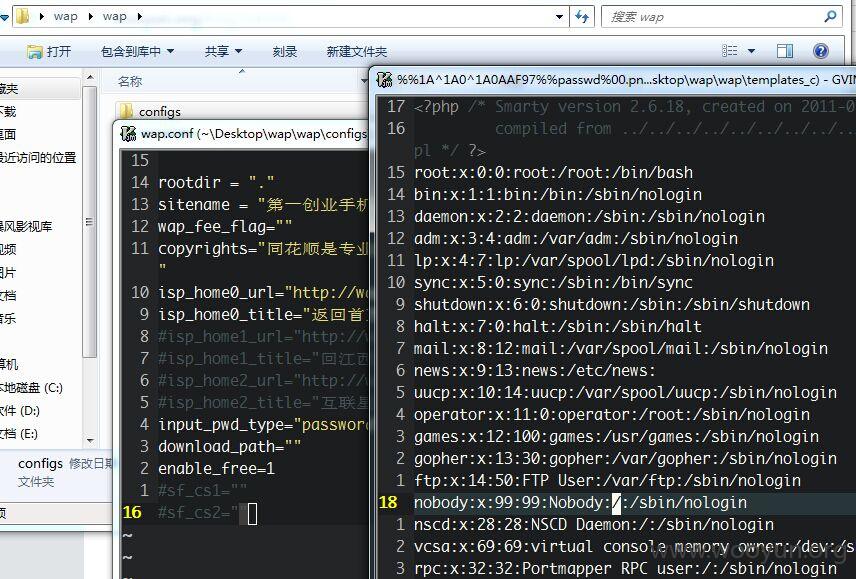 wap wap
搜索 wap
打开 包含到库中 共享 刻录 新建文件夹
名称
configs
藏夹
下载
桌面
最近访问的位置
暴风影视库
视频
图片
文档
音乐
算机
本地磁盘 (C:)
软件 (D:)
文档 (E:)
configs 修改日期
文件夹
wap.conf (~\Desktop\wap\wap\configs
15
14 rootdir = "."
13 sitename = "第一创业手机
12 wap_fee_flag=""
11 copyrights="同花顺是专业
"
10 isp_home0_url="http://wa
9 isp_home0_title="返回首
8 #isp_home1_url="http://w
7 #isp_home1_title="回江西
6 #isp_home2_url="http://w
5 #isp_home2_title="互联星
4 input_pwd_type="password
3 download_path=""
2 enable_free=1
1 #sf_cs1=""
16 #sf_cs2=""
~
~
~
%%1A^1A0^1A0AAF97%%passwd%00.pn...sktop\wap\wap\templates_c) - GVIM
17 <?php /* Smarty version 2.6.18, created on 2011-0
16 compiled from ../../../../../../../..
pl */ ?>
15 root:x:0:0:root:/root:/bin/bash
14 bin:x:1:1:bin:/bin:/sbin/nologin
13 daemon:x:2:2:daemon:/sbin:/sbin/nologin
12 adm:x:3:4:adm:/var/adm:/sbin/nologin
11 lp:x:4:7:lp:/var/spool/lpd:/sbin/nologin
10 sync:x:5:0:sync:/sbin:/bin/sync
9 shutdown:x:6:0:shutdown:/sbin:/sbin/shutdown
8 halt:x:7:0:halt:/sbin:/sbin/halt
7 mail:x:8:12:mail:/var/spool/mail:/sbin/nologin
6 news:x:9:13:news:/etc/news:
5 uucp:x:10:14:uucp:/var/spool/uucp:/sbin/nologin
4 operator:x:11:0:operator:/root:/sbin/nologin
3 games:x:12:100:games:/usr/games:/sbin/nologin
2 gopher:x:13:30:gopher:/var/gopher:/sbin/nologin
1 ftp:x:14:50:FTP User:/var/ftp:/sbin/nologin
18 nobody:x:99:99:Nobody:/:/sbin/nologin
1 nscd:x:28:28:NSCD Daemon:/:/sbin/nologin
2 vcsa:x:69:69:virtual console memory owner:/dev:/s
3 rpc:x:32:32:Portmapper RPC user:/:/sbin/nologin
www.wooyun.org